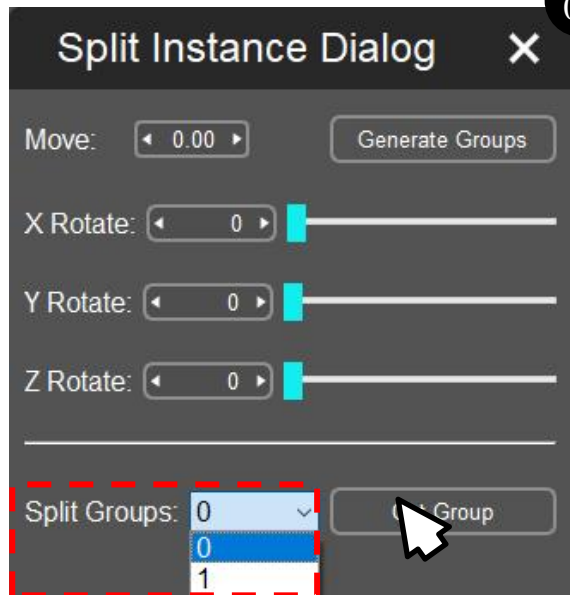 Split Instance Dialog
Move: 0.00 Generate Groups
X Rotate: 0
Y Rotate: 0
Z Rotate: 0
Split Groups: 0 Group
0
1